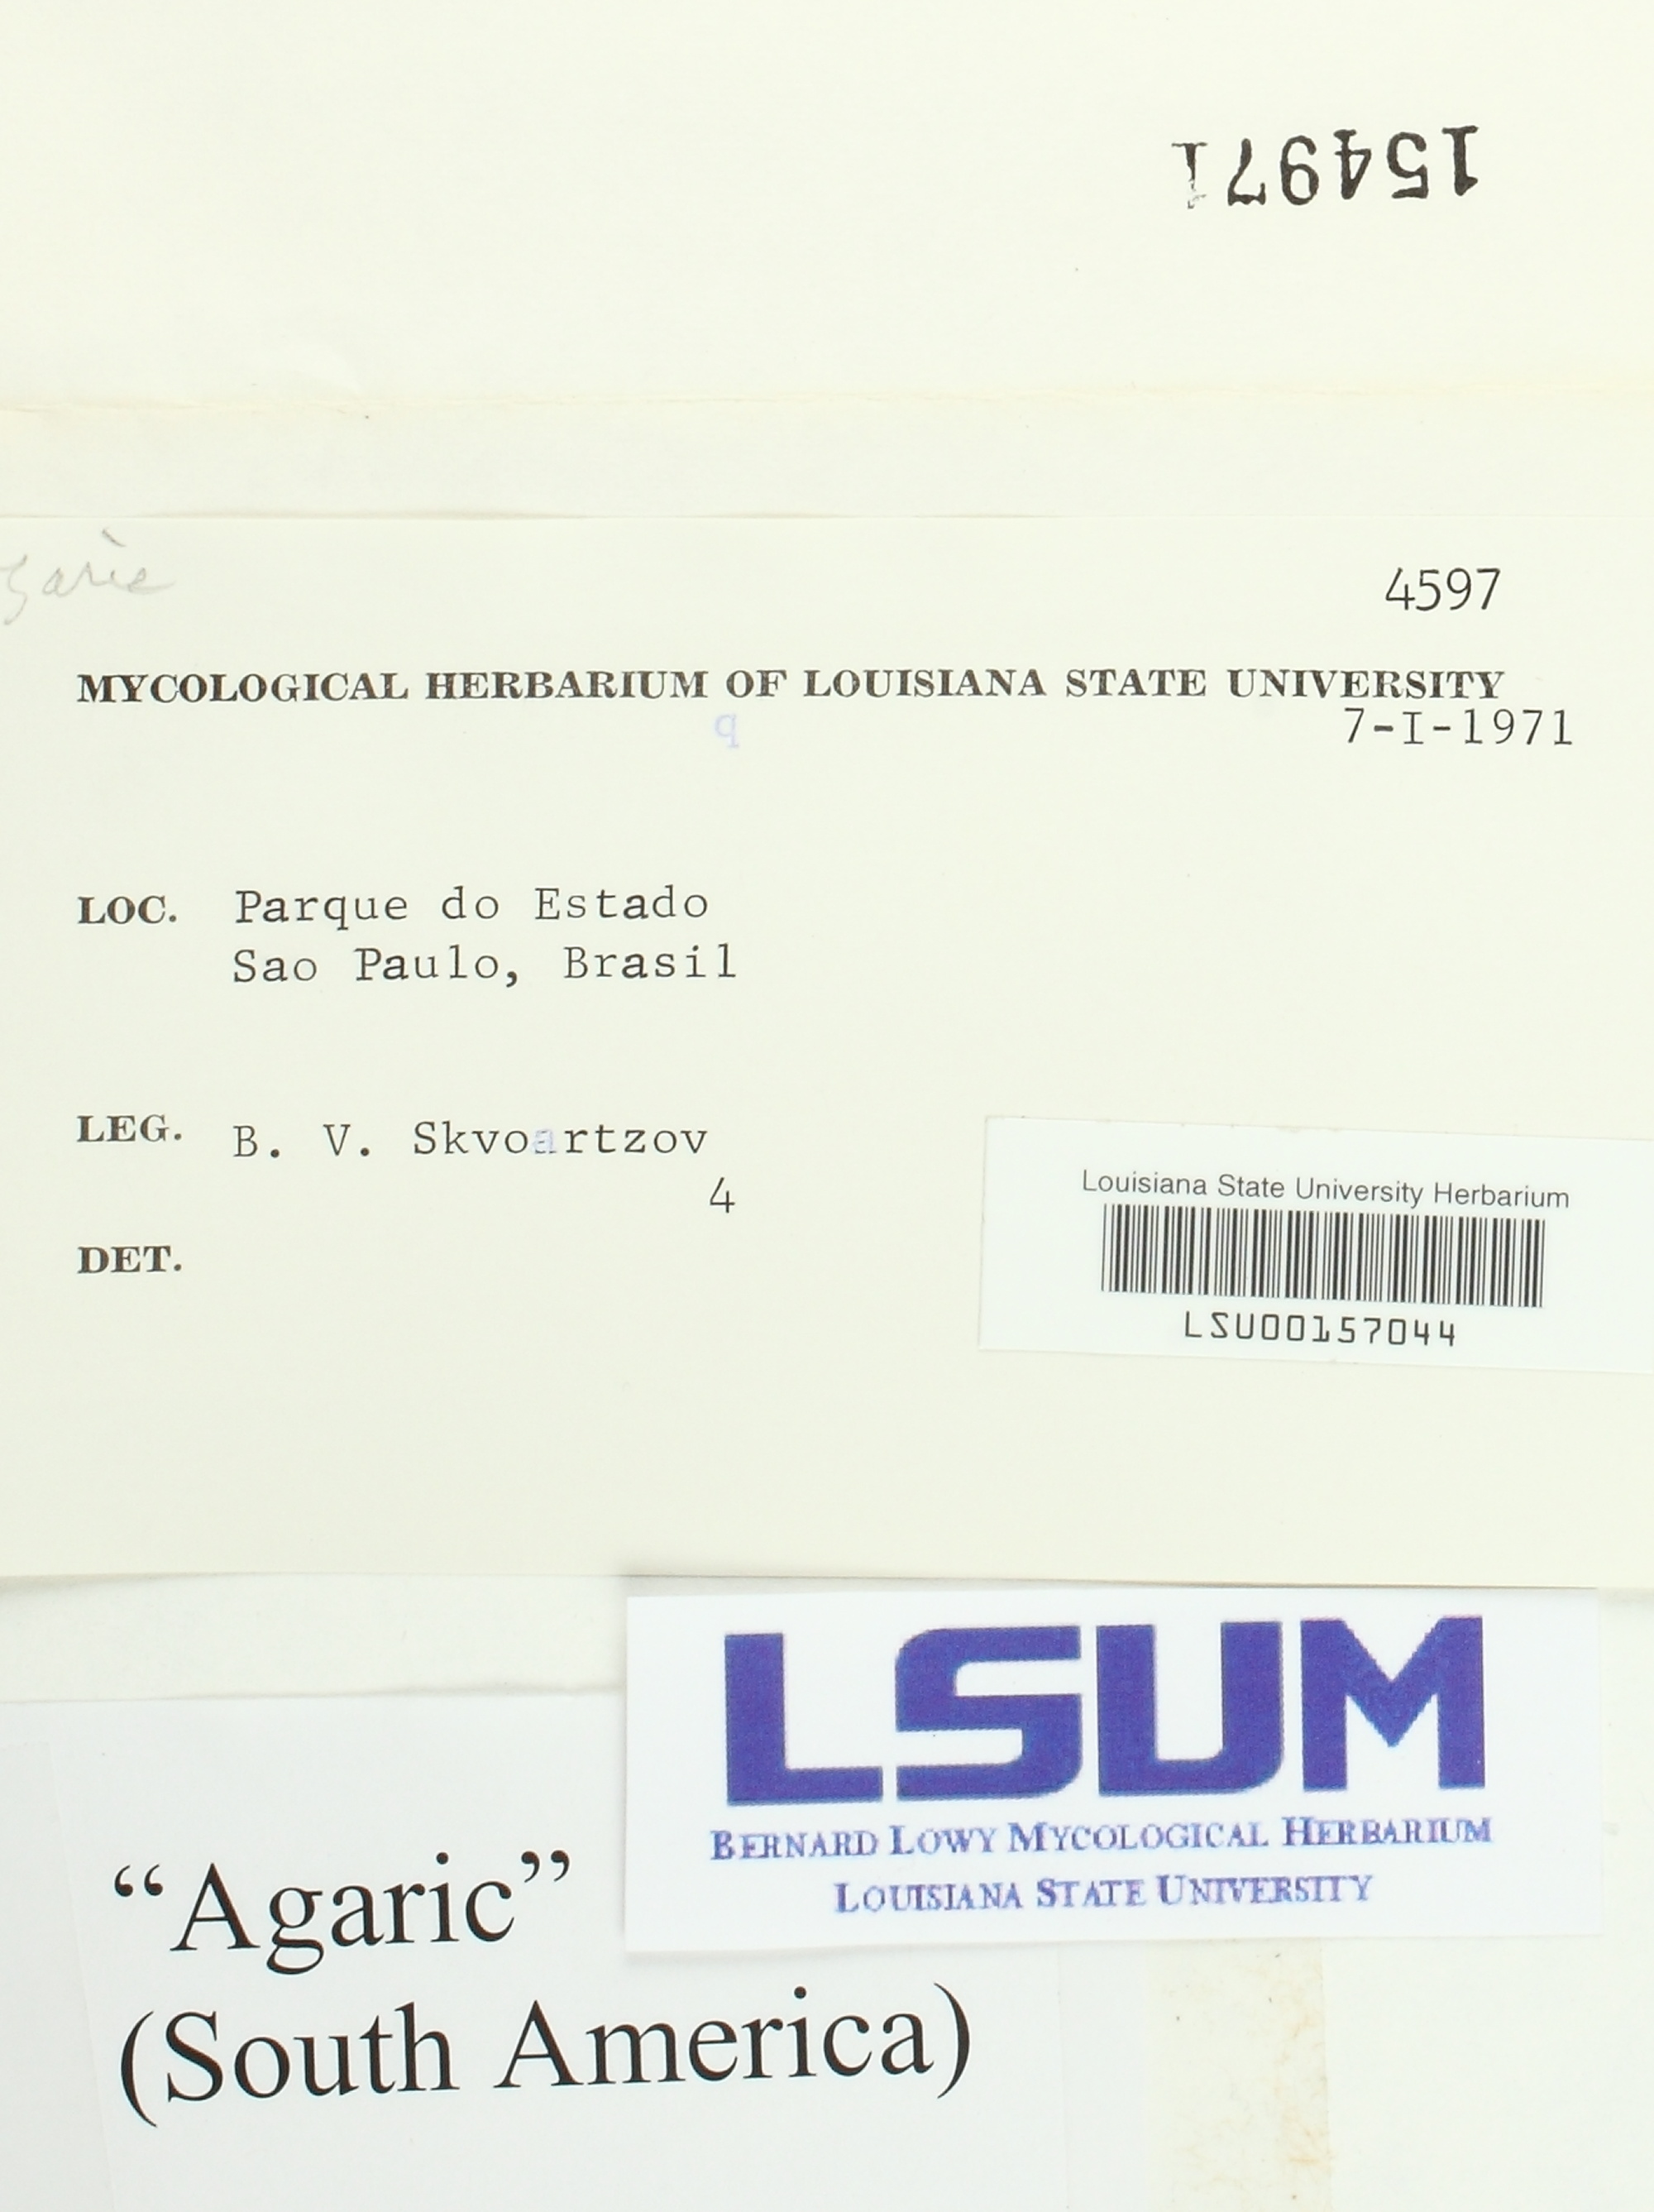 154971
4597
MYCOLOGICAL HERBARIUM OF LOUISIANA STATE UNIVERSITY
q
7-I-1971
LOC. Parque do Estado
Sao Paulo, Brasil
LEG. B. V. Skvoartzov
4
DET.
Louisiana State University Herbarium
LSU00157044
LSUM
BERNARD LOWY MYCOLOGICAL HERBARIUM
LOUISIANA STATE UNIVERSITY
“Agaric”
(South America)